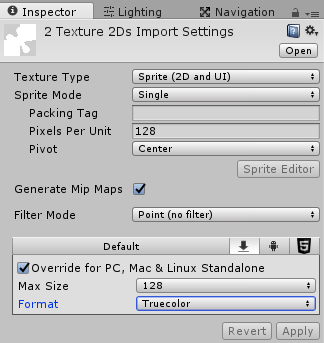 Inspector Lighting Navigation
2 Texture 2Ds Import Settings
Open
Texture Type Sprite (2D and UI)
Sprite Mode Single
Packing Tag
Pixels Per Unit 128
Pivot Center
Sprite Editor
Generate Mip Maps
Filter Mode Point (no filter)
Default
Override for PC, Mac & Linux Standalone
Max Size 128
Format Truecolor
Revert Apply